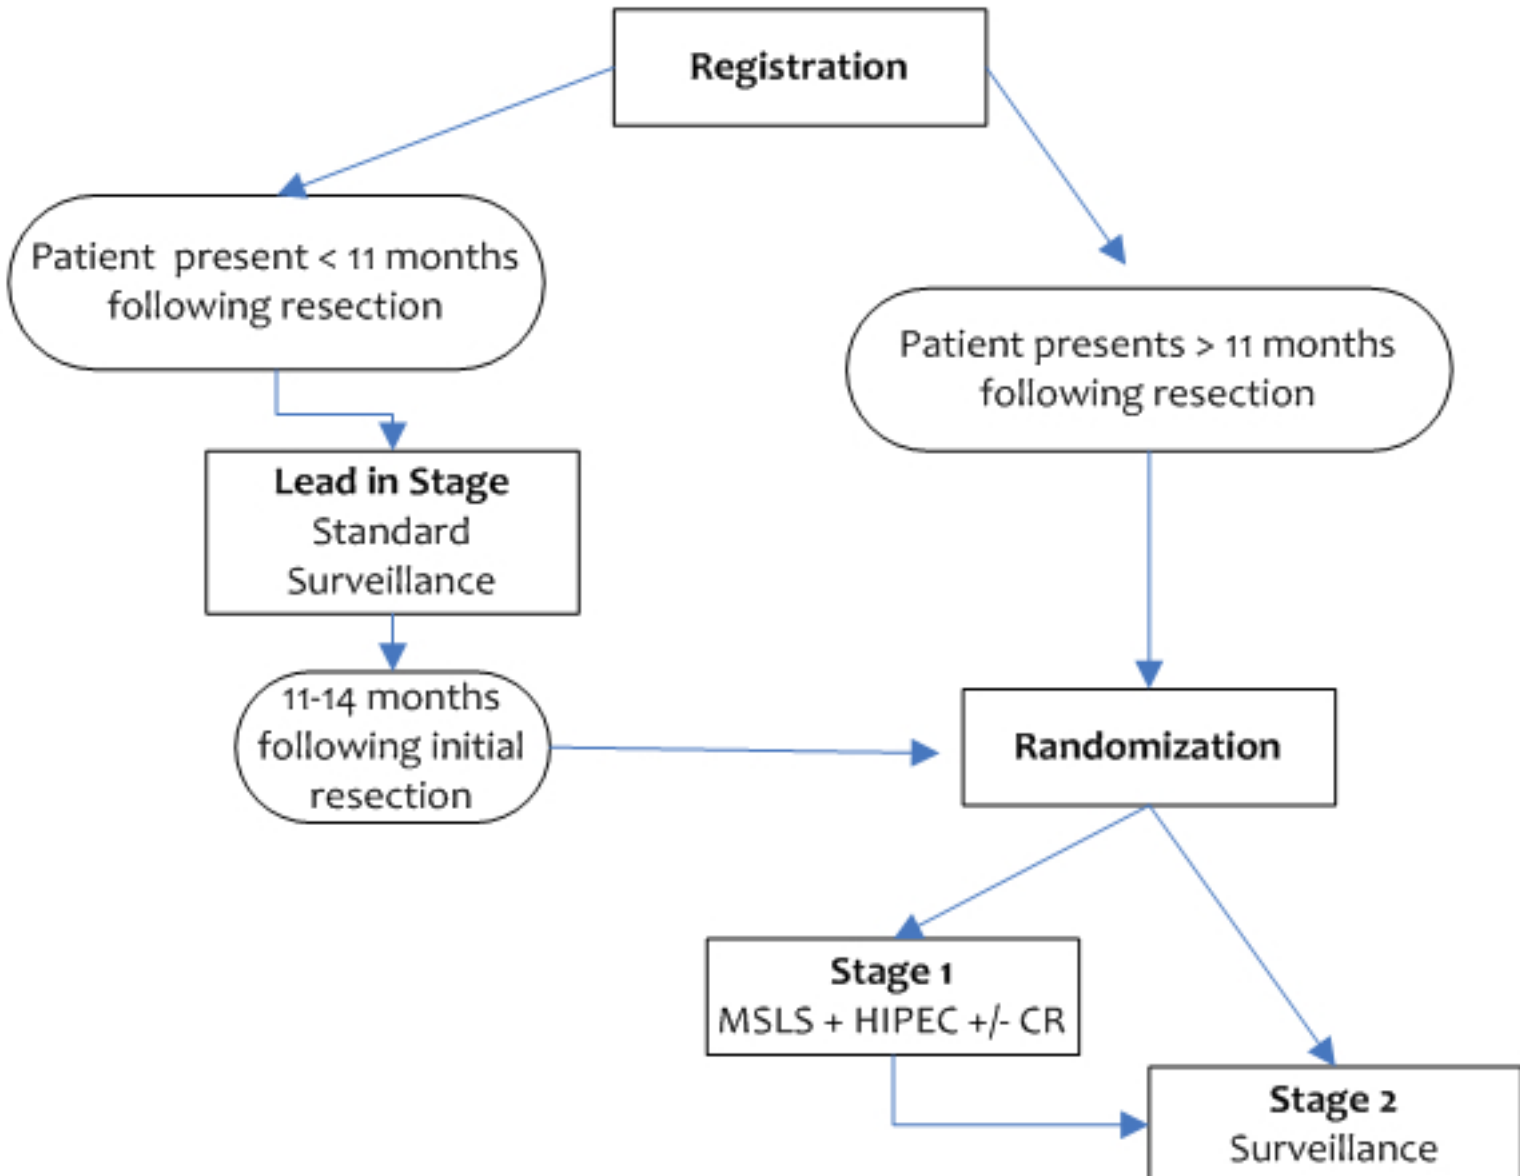 Registration
Patient present < 11 months
following resection
Patient presents > 11 months
following resection
Lead in Stage
Standard
Surveillance
11-14 months
following initial
resection
Randomization
Stage 1
MSLS + HIPEC +/- CR
Stage 2
Surveillance